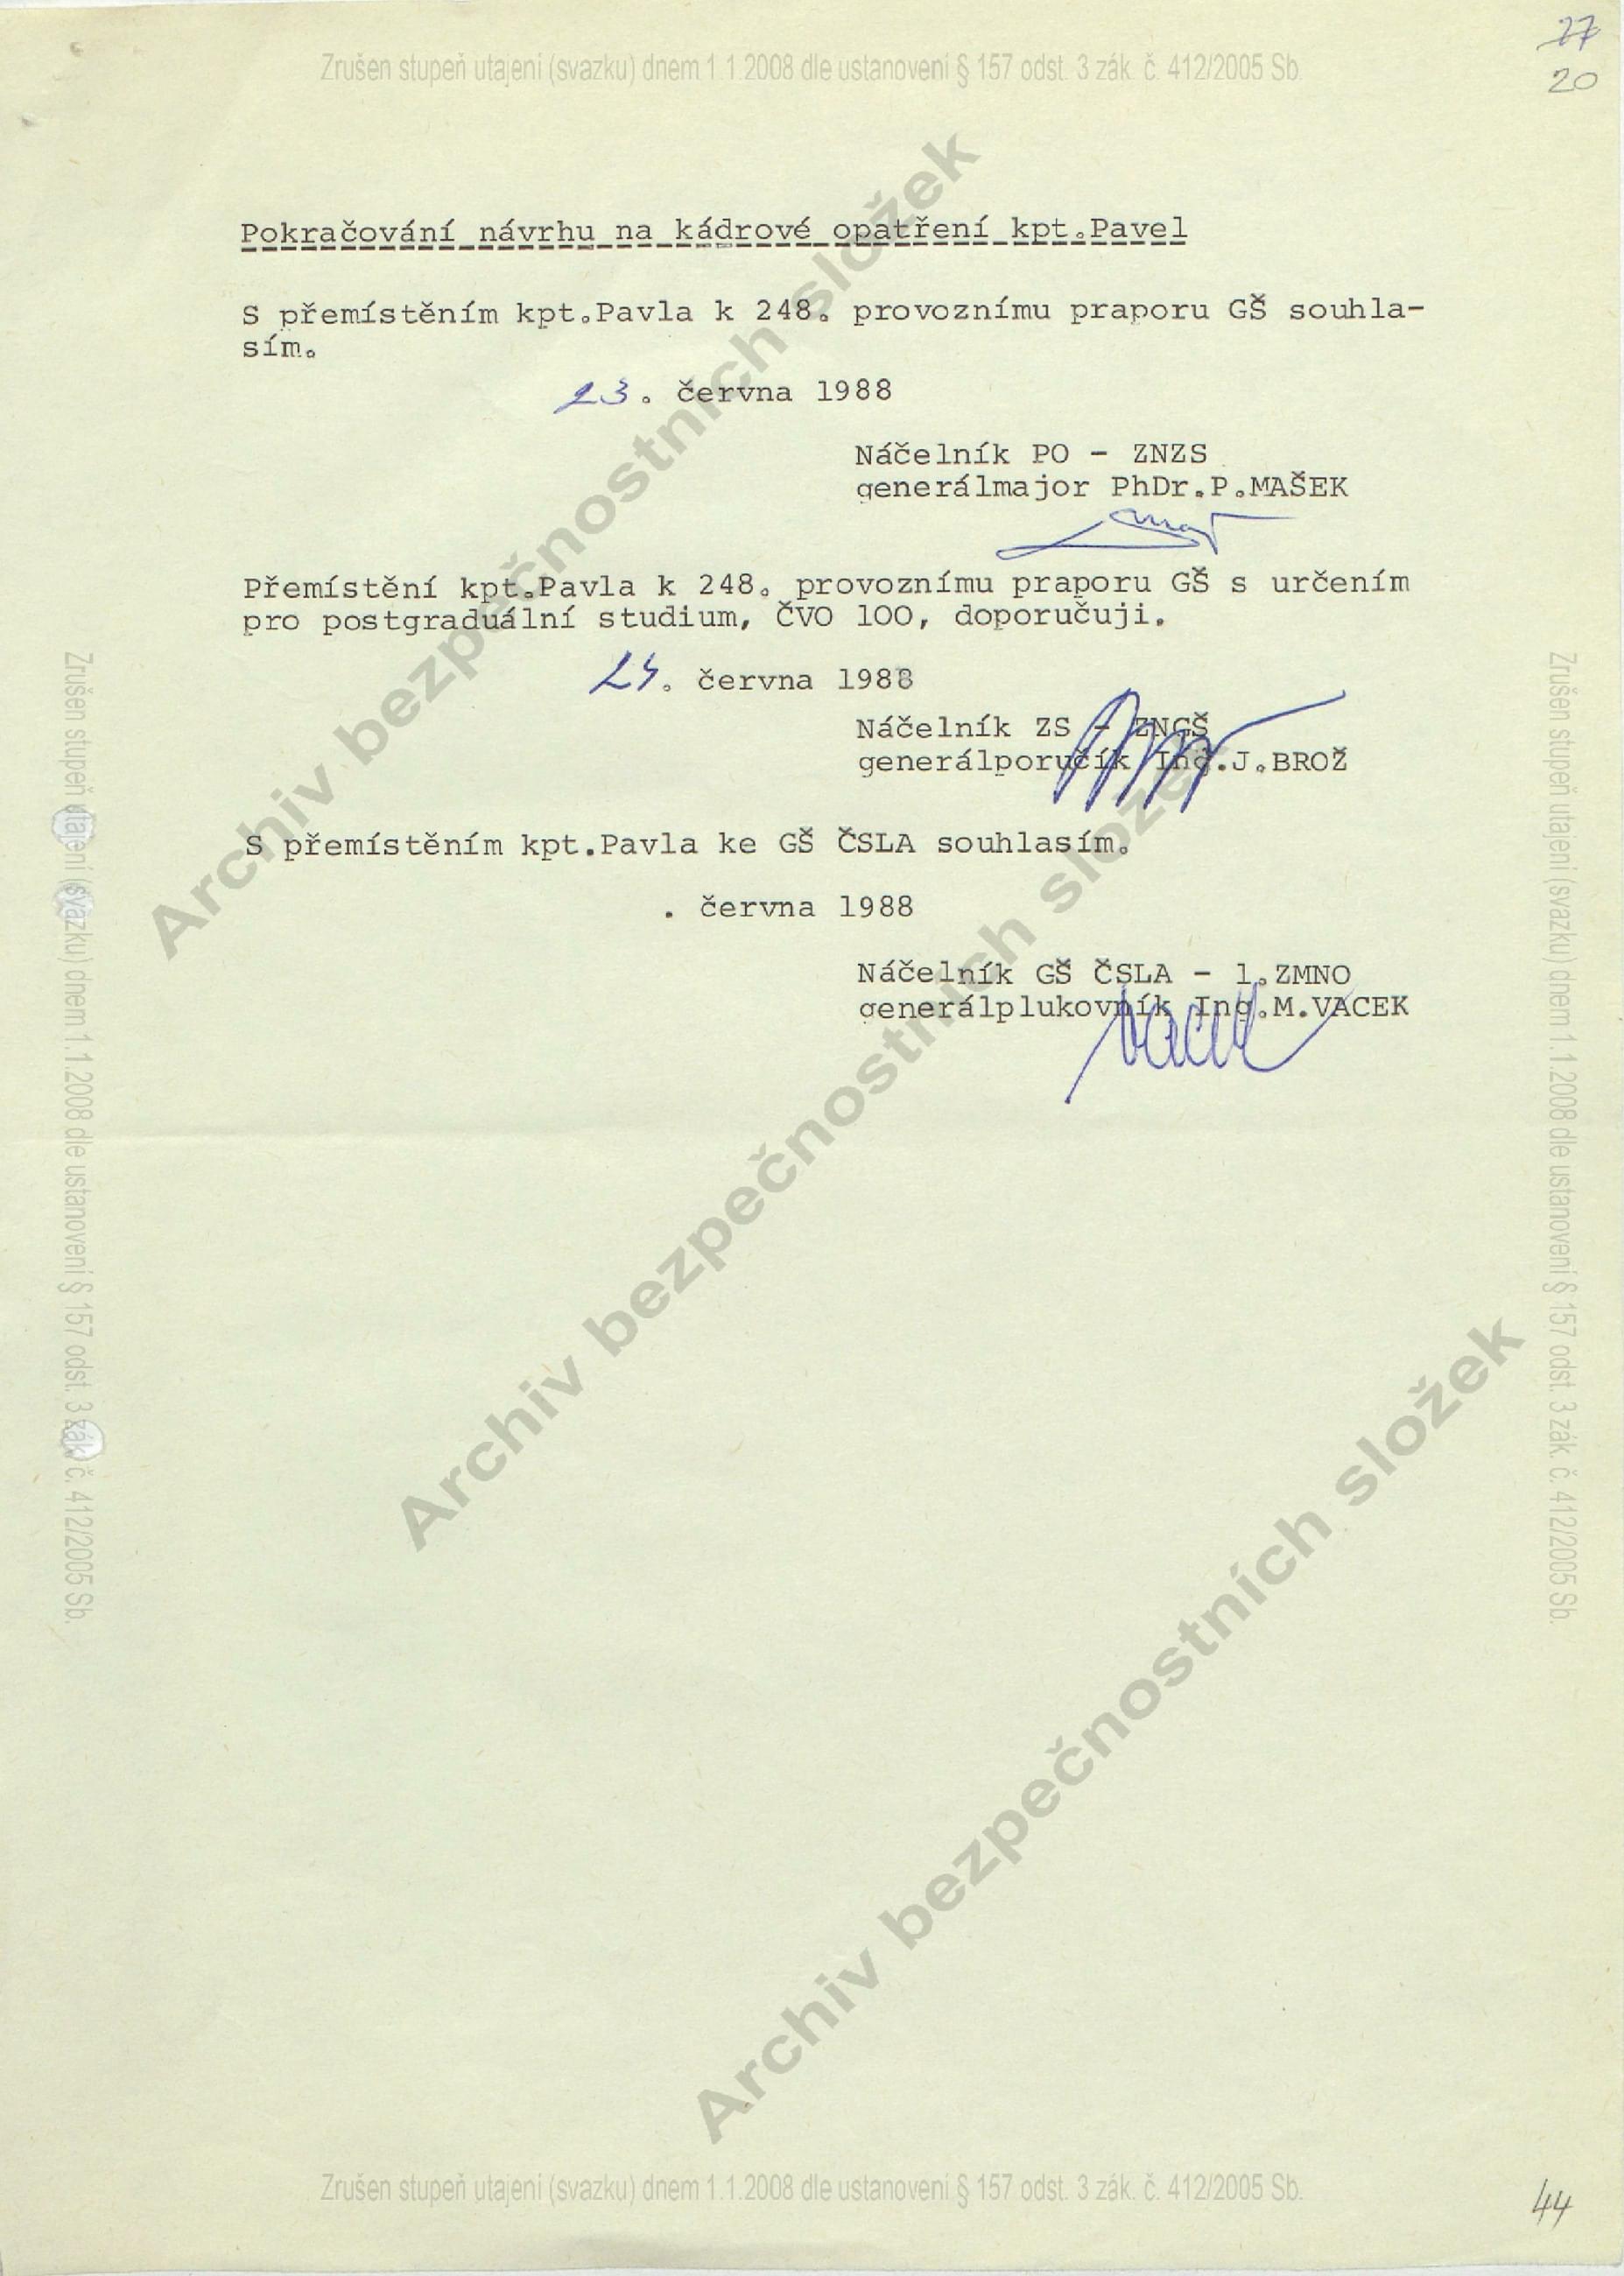 27
20
Zrušen stupeň utajení (svazku) dnem 1.1.2008 dle ustanovení § 157 odst. 3 zák. č. 412/2005 Sb.
Pokračování návrhu na kádrové opatření kpt.Pavel
S přemístěním kpt.Pavla k 248. provoznímu praporu GŠ souhla-
sím.
23. června 1988
Náčelník PO - ZNZS
generálmajor PhDr.P.MAŠEK
Přemístění kpt.Pavla k 248. provoznímu praporu GŠ s určením
pro postgraduální studium, ČVO 100, doporučuji.
24. června 1988
Náčelník ZS - ZNGŠ
generálporučík Ing.J.BROŽ
S přemístěním kpt.Pavla ke GŠ ČSLA souhlasím.
. června 1988
Náčelník GŠ ČSLA - 1.ZMNO
generálplukovník Ing.M.VACEK
Vacek
Archiv bezpečnostních složek
Archiv bezpečnostních složek
Archiv bezpečnostních složek
Zrušen stupeň utajení (svazku) dnem 1.1.2008 dle ustanovení § 157 odst. 3 zák. č. 412/2005 Sb.
Zrušen stupeň utajení (svazku) dnem 1.1.2008 dle ustanovení § 157 odst. 3 zák. č. 412/2005 Sb.
Zrušen stupeň utajení (svazku) dnem 1.1.2008 dle ustanovení § 157 odst. 3 zák. č. 412/2005 Sb.
44